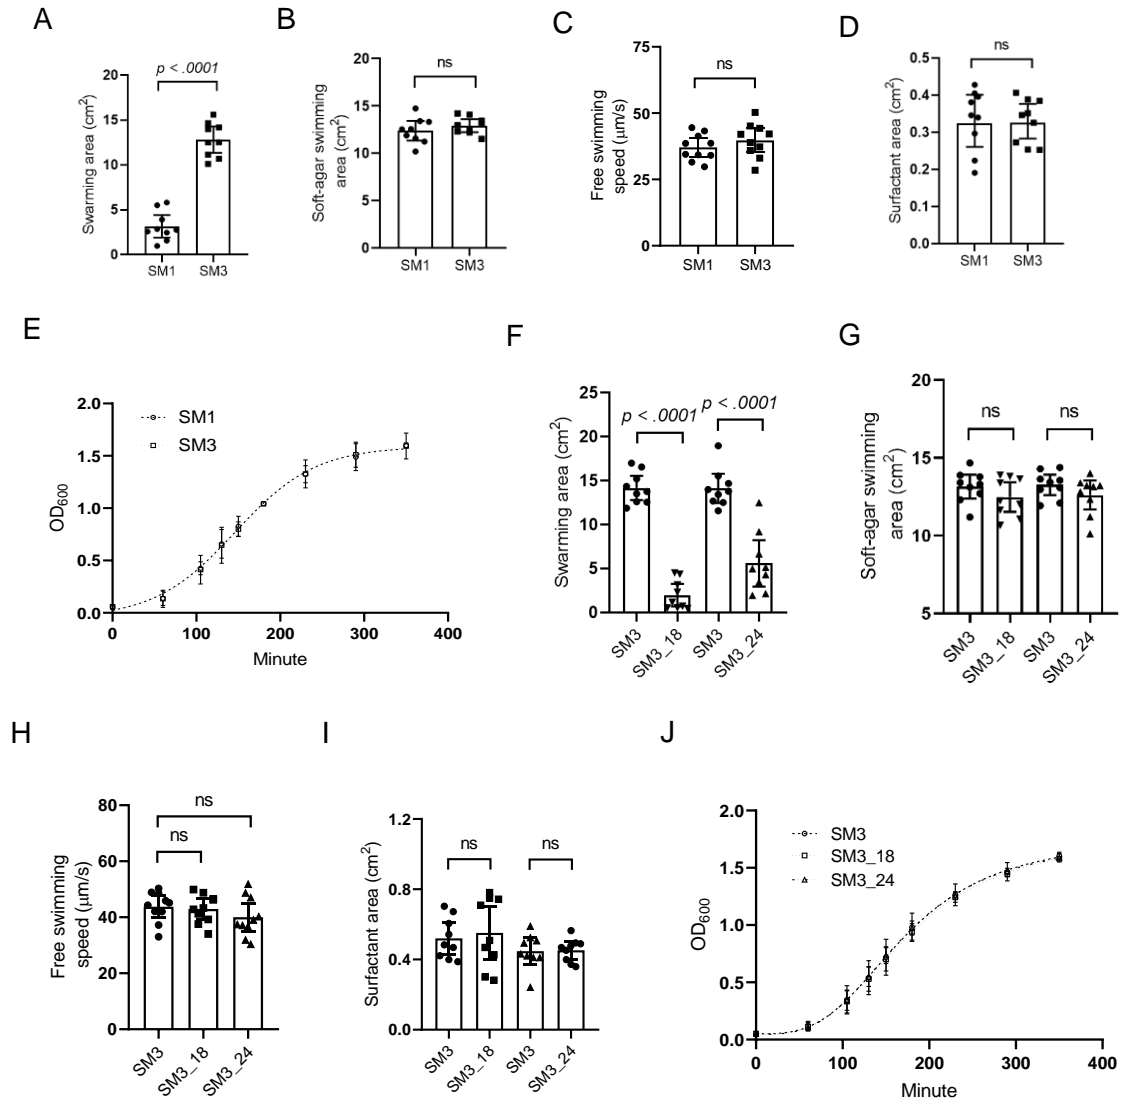 A
p < .0001
Swarming area (cm²)
20
15
10
5
0
SM1 SM3
B
ns
Soft-agar swimming
area (cm²)
20
15
10
5
0
SM1 SM3
C
ns
Free swimming
speed (μm/s)
75
50
25
0
SM1 SM3
D
ns
Surfactant area (cm²)
0.5
0.4
0.3
0.2
0.1
0.0
SM1 SM3
E
SM1
SM3
OD₆₀₀
2.0
1.5
1.0
0.5
0.0
0 100 200 300 400
Minute
F
p < .0001 p < .0001
Swarming area (cm²)
25
20
15
10
5
0
SM3 SM3_18 SM3 SM3_24
G
ns ns
Soft-agar swimming
area (cm²)
20
15
10
5
SM3 SM3_18 SM3 SM3_24
H
ns
ns
Free swimming
speed (μm/s)
80
60
40
20
0
SM3 SM3_18 SM3_24
I
ns ns
Surfactant area (cm²)
1.2
0.8
0.4
0.0
SM3 SM3_18 SM3 SM3_24
J
SM3
SM3_18
SM3_24
OD₆₀₀
2.0
1.5
1.0
0.5
0.0
0 100 200 300 400
Minute